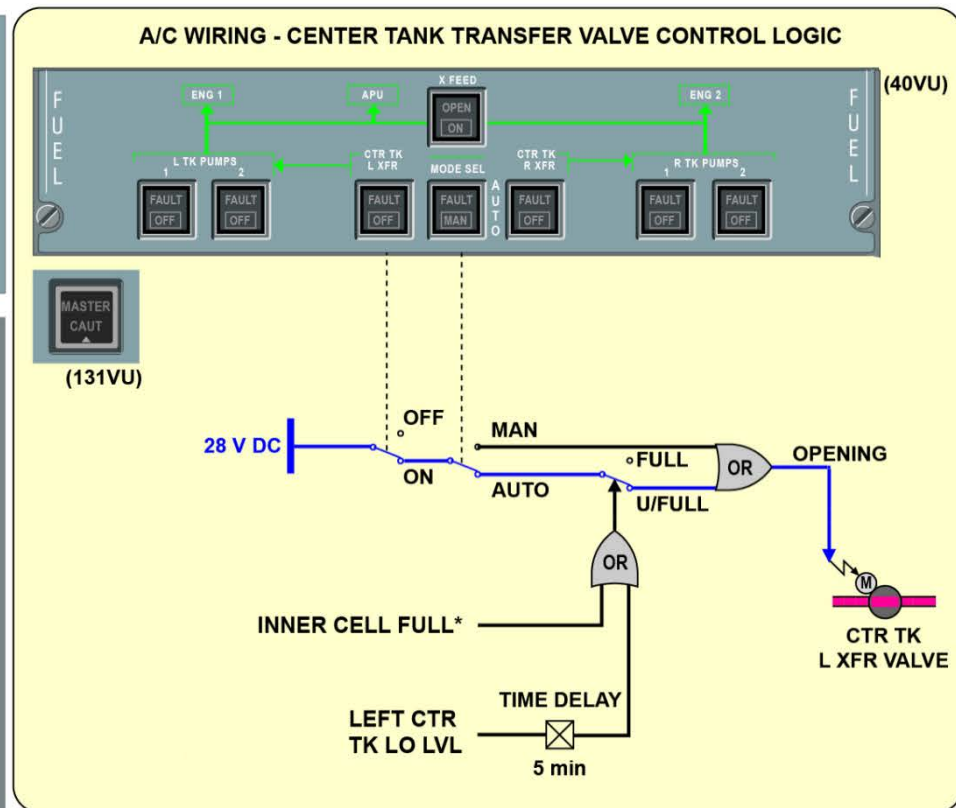 A/C WIRING - CENTER TANK TRANSFER VALVE CONTROL LOGIC
(40VU)
FUEL
FUEL
X FEED
ENG 1
APU
OPEN
ON
ENG 2
L TK PUMPS
1 2
CTR TK
L XFR
MODE SEL
AUTO
CTR TK
R XFR
R TK PUMPS
1 2
FAULT
OFF
FAULT
OFF
FAULT
OFF
FAULT
MAN
FAULT
OFF
FAULT
OFF
FAULT
OFF
MASTER
CAUT
(131VU)
OFF
28 V DC
ON
MAN
AUTO
FULL
U/FULL
OR
OPENING
OR
M
INNER CELL FULL*
CTR TK
L XFR VALVE
TIME DELAY
LEFT CTR
TK LO LVL
5 min